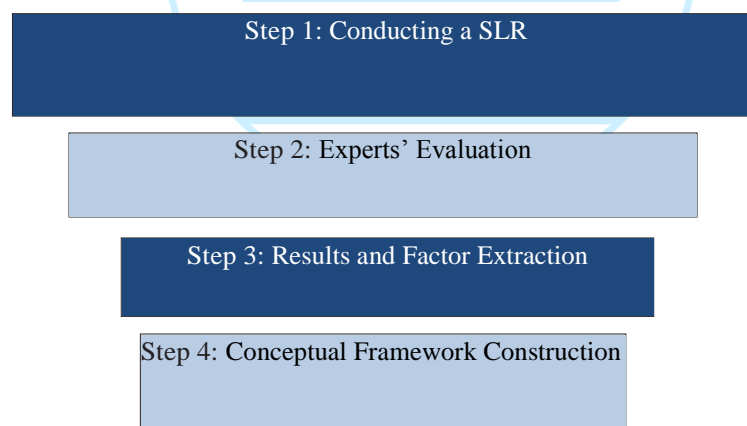 Step 1: Conducting a SLR
Step 2: Experts’ Evaluation
Step 3: Results and Factor Extraction
Step 4: Conceptual Framework Construction